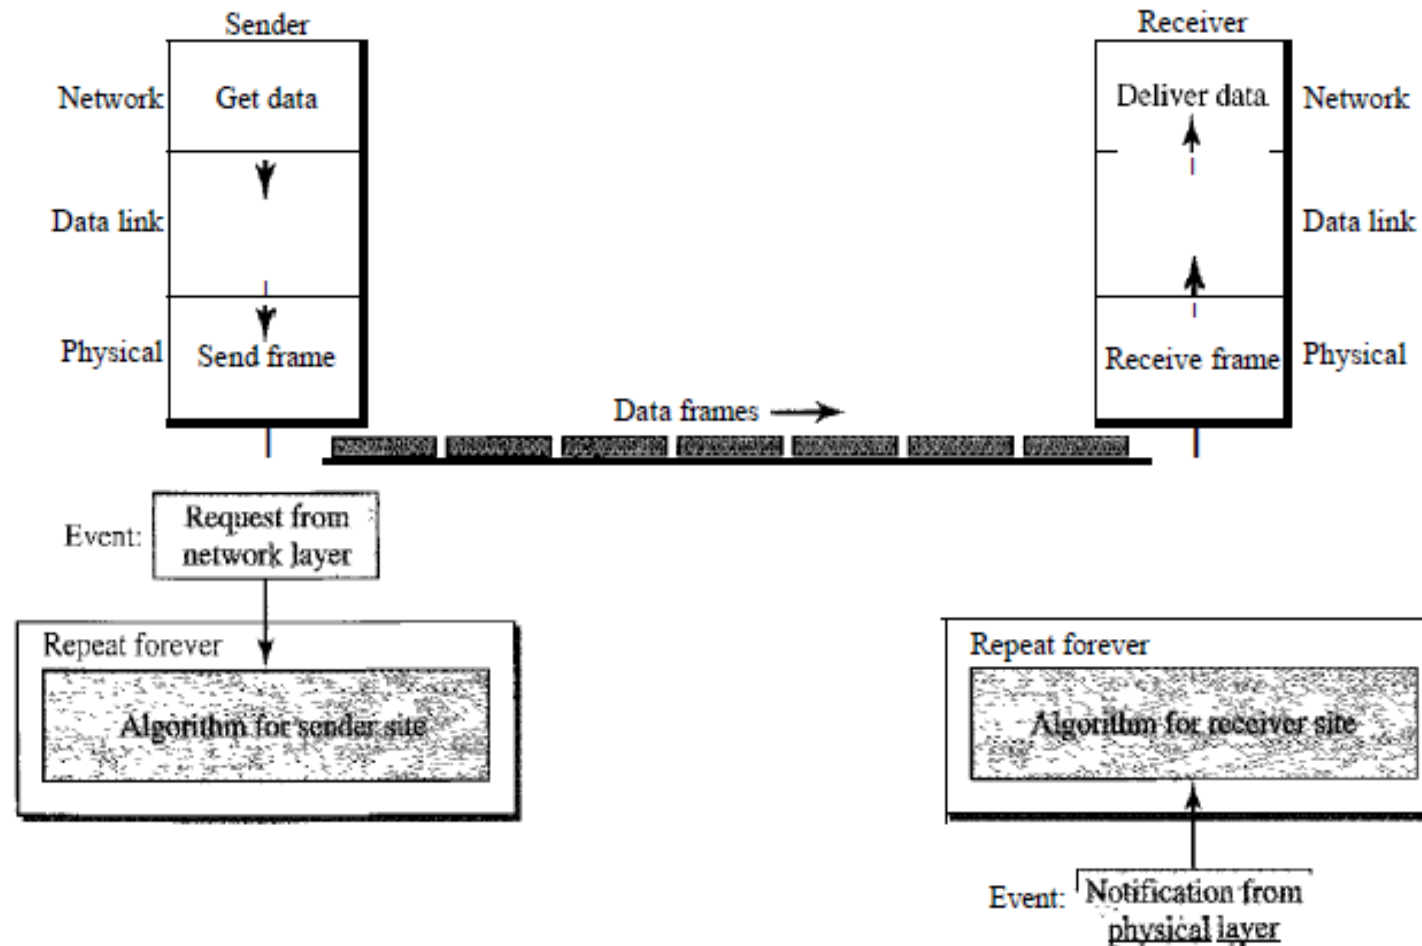 Sender
Receiver
Network
Get data
Deliver data
Network
Data link
Data link
Physical
Send frame
Receive frame
Physical
Data frames
Event:
Request from
network layer
Repeat forever
Algorithm for sender site
Repeat forever
Algorithm for receiver site
Event:
Notification from
physical layer